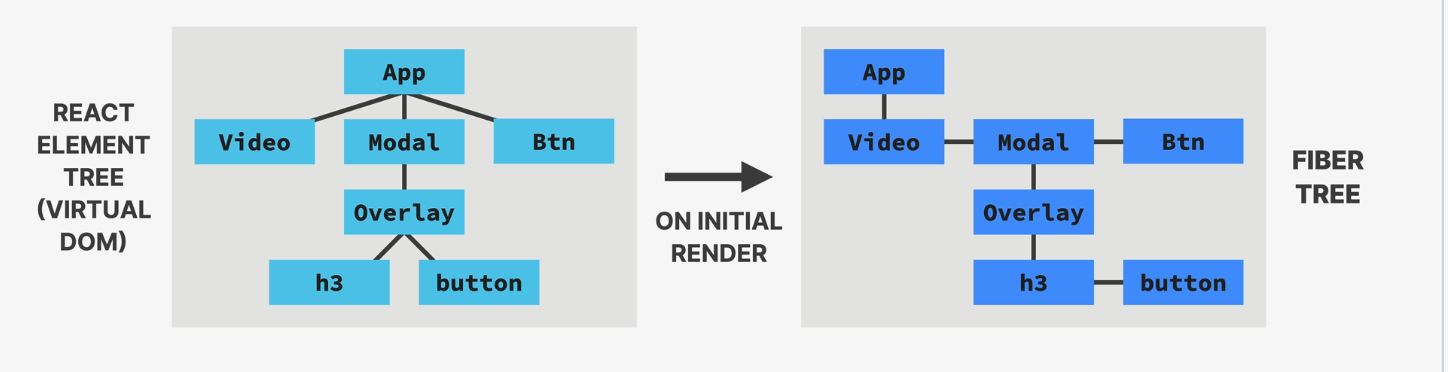 REACT
ELEMENT
TREE
(VIRTUAL
DOM)
App
Video Modal Btn
Overlay
h3 button
ON INITIAL
RENDER
App
Video Modal Btn
Overlay
h3 button
FIBER
TREE